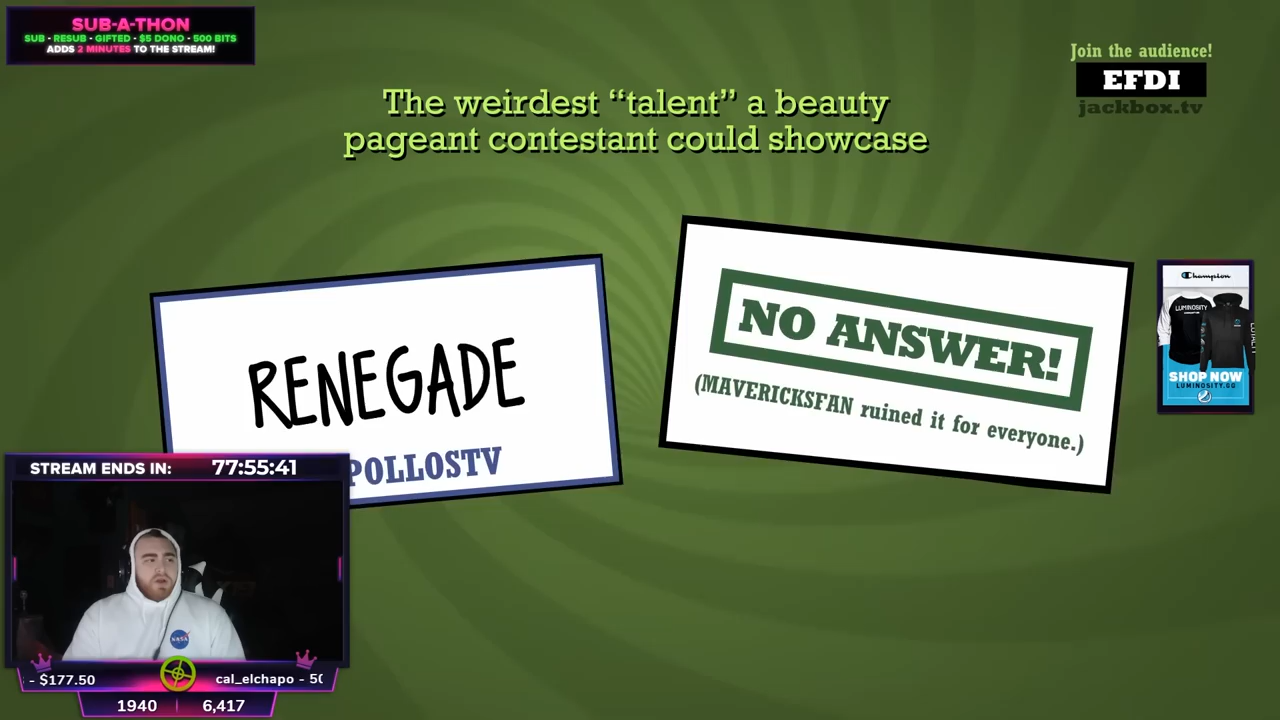 SUB-A-THON
SUB - RESUB - GIFTED - $5 DONO - 500 BITS
ADDS 2 MINUTES TO THE STREAM!
Join the audience!
EFDI
jackbox.tv
The weirdest “talent” a beauty
pageant contestant could showcase
RENEGADE
POLLOSTV
NO ANSWER!
(MAVERICKSFAN ruined it for everyone.)
Champion
LUMINOSITY
SHOP NOW
LUMINOSITY.GG
STREAM ENDS IN: 77:55:41
NASA
- $177.50
cal_elchapo - 50
1940
6,417